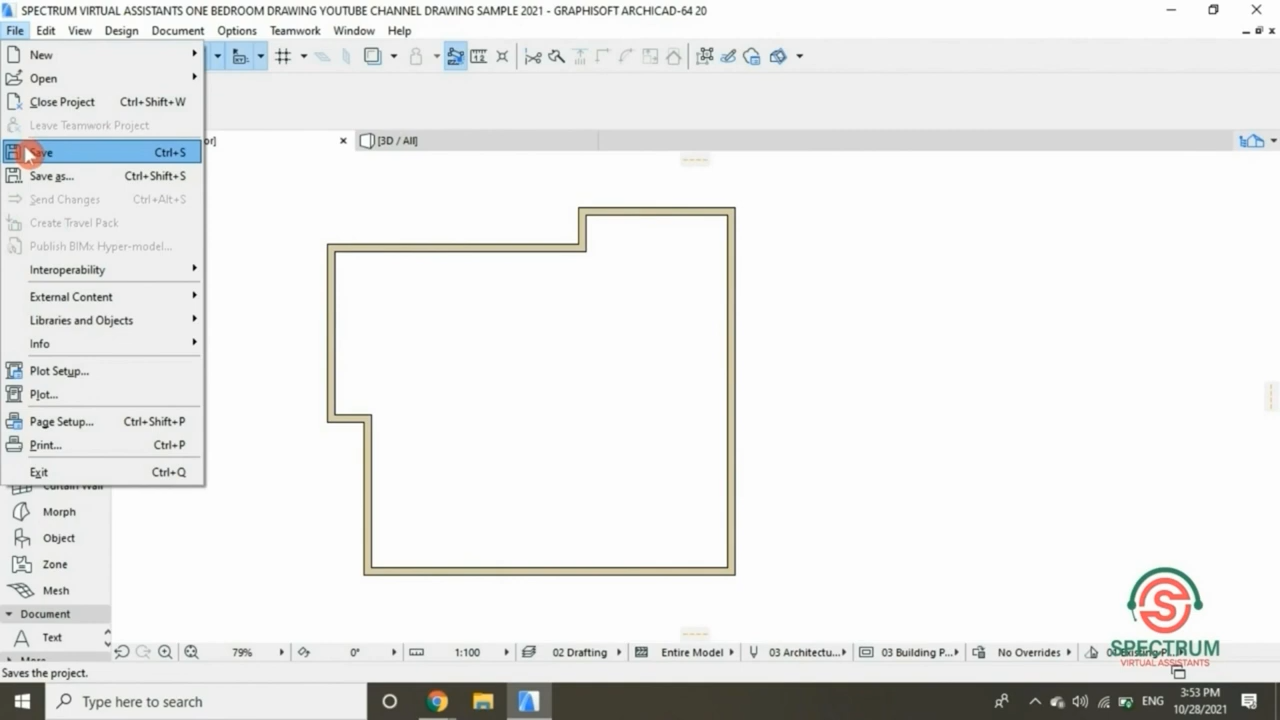 SPECTRUM VIRTUAL ASSISTANTS ONE BEDROOM DRAWING YOUTUBE CHANNEL DRAWING SAMPLE 2021 - GRAPHISOFT ARCHICAD-64 20
File Edit View Design Document Options Teamwork Window Help
New
Open
Close Project Ctrl+Shift+W
Leave Teamwork Project
or] [3D / All]
Save Ctrl+S
Save as... Ctrl+Shift+S
Send Changes Ctrl+Alt+S
Create Travel Pack
Publish BIMx Hyper-model...
Interoperability
External Content
Libraries and Objects
Info
Plot Setup...
Plot...
Page Setup... Ctrl+Shift+P
Print... Ctrl+P
Exit Ctrl+Q
Curtain Wall
Morph
Object
Zone
Mesh
Document
Text
More
79% 0° 1:100 02 Drafting Entire Model 03 Architectu... 03 Building P... No Overrides
SPECTRUM
VIRTUAL ASSISTANTS
Saves the project.
Type here to search
ENG
3:53 PM
10/28/2021